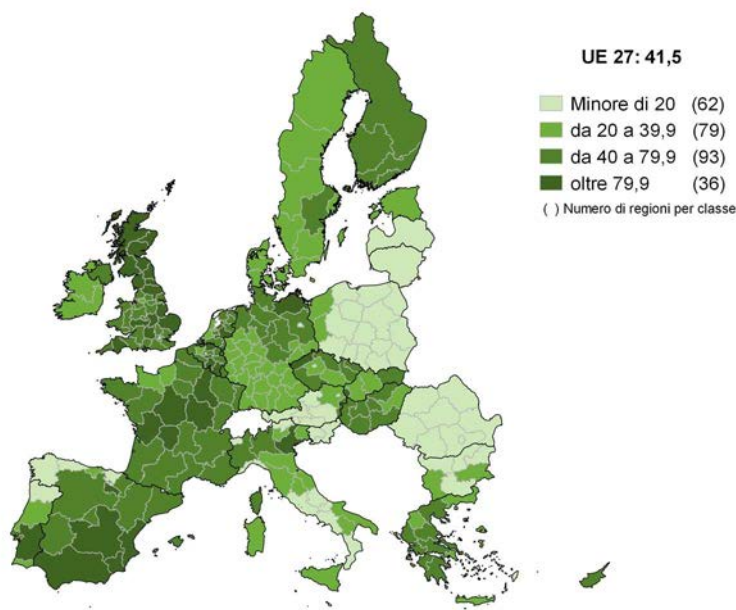 UE 27: 41,5
Minore di 20 (62)
da 20 a 39,9 (79)
da 40 a 79,9 (93)
oltre 79,9 (36)
( ) Numero di regioni per classe